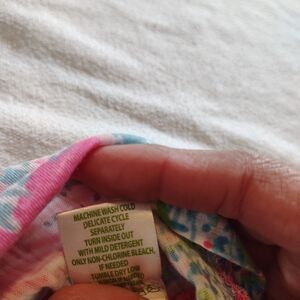 MACHINE WASH COLD
DELICATE CYCLE
SEPARATELY
TURN INSIDE OUT
WITH MILD DETERGENT
ONLY NON-CHLORINE BLEACH,
IF NEEDED
TUMBLE DRY LOW